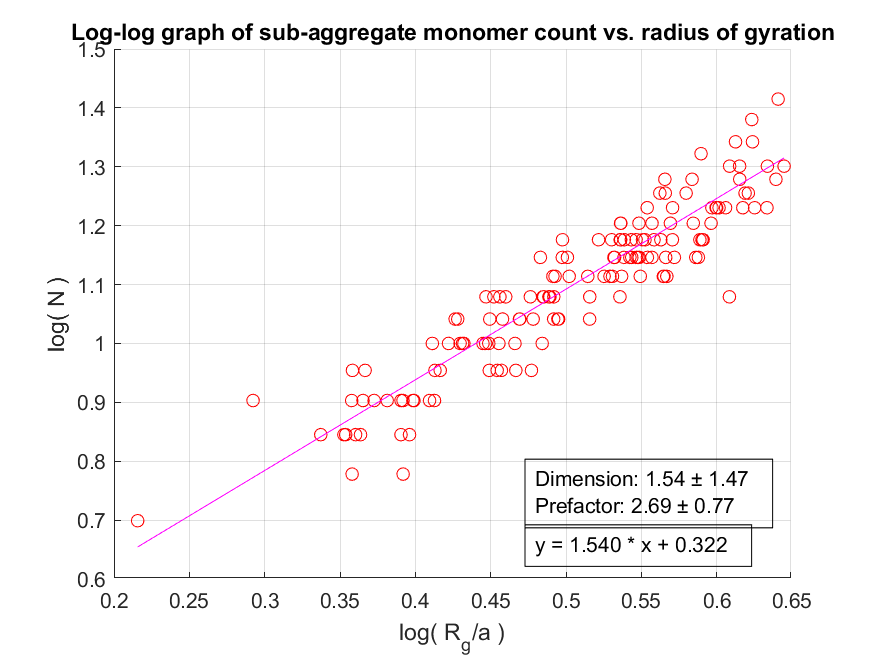 Log-log graph of sub-aggregate monomer count vs. radius of gyration
1.5
1.4
1.3
1.2
1.1
1
0.9
0.8
0.7
0.6
log( N )
Dimension: 1.54 ± 1.47
Prefactor: 2.69 ± 0.77
y = 1.540 * x + 0.322
0.2 0.25 0.3 0.35 0.4 0.45 0.5 0.55 0.6 0.65
log( Rg/a )